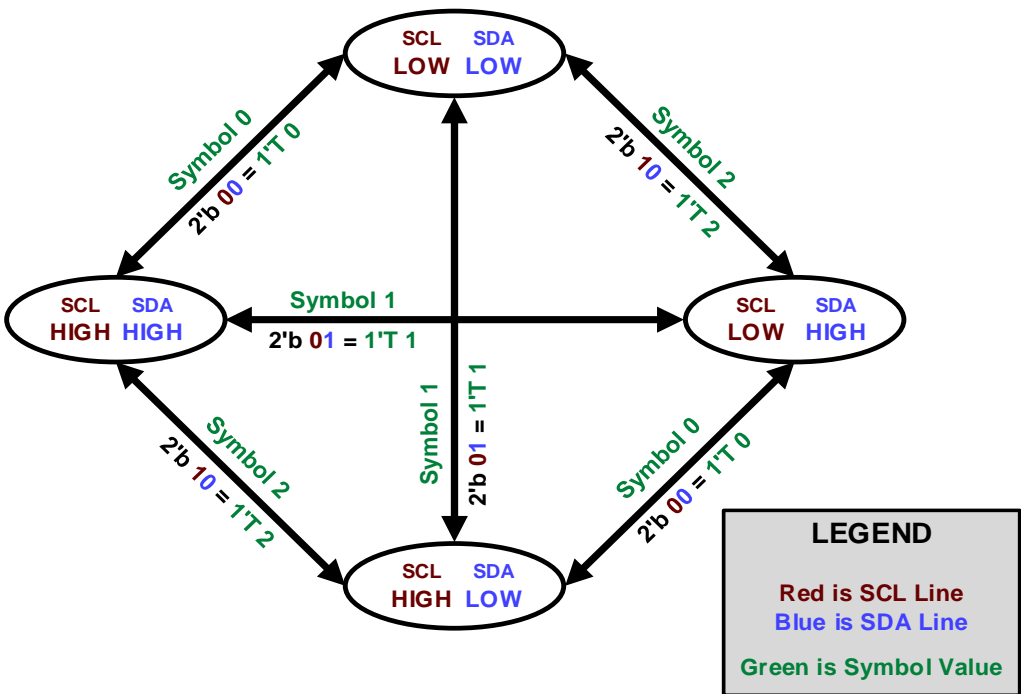 SCL SDA
LOW LOW
Symbol 0
2'b 00 = 1'T 0
Symbol 2
2'b 10 = 1'T 2
SCL SDA
HIGH HIGH
Symbol 1
2'b 01 = 1'T 1
SCL SDA
LOW HIGH
Symbol 1
2'b 01 = 1'T 1
Symbol 2
2'b 10 = 1'T 2
Symbol 0
2'b 00 = 1'T 0
SCL SDA
HIGH LOW
LEGEND
Red is SCL Line
Blue is SDA Line
Green is Symbol Value